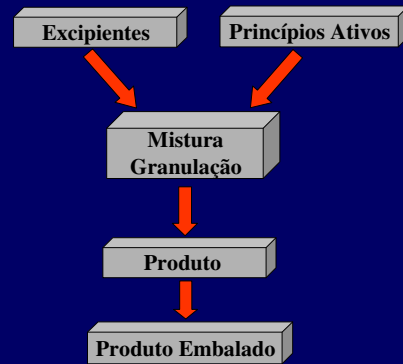 Excipientes
Princípios Ativos
Mistura
Granulação
Produto
Produto Embalado